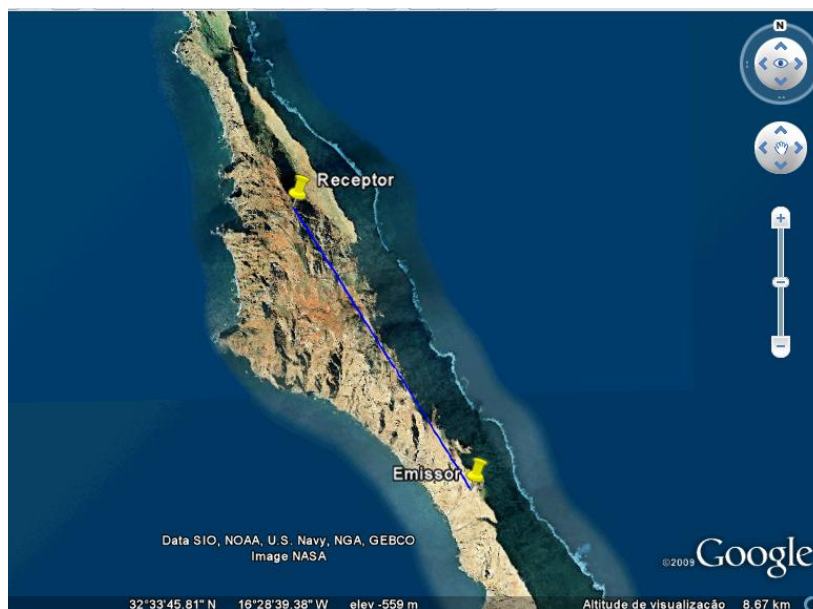 N
Receptor
Emissor
Data SIO, NOAA, U.S. Navy, NGA, GEBCO
Image NASA
©2009 Google
32°33'45.81" N 16°28'39.38" W elev -559 m Altitude de visualização 8.67 km